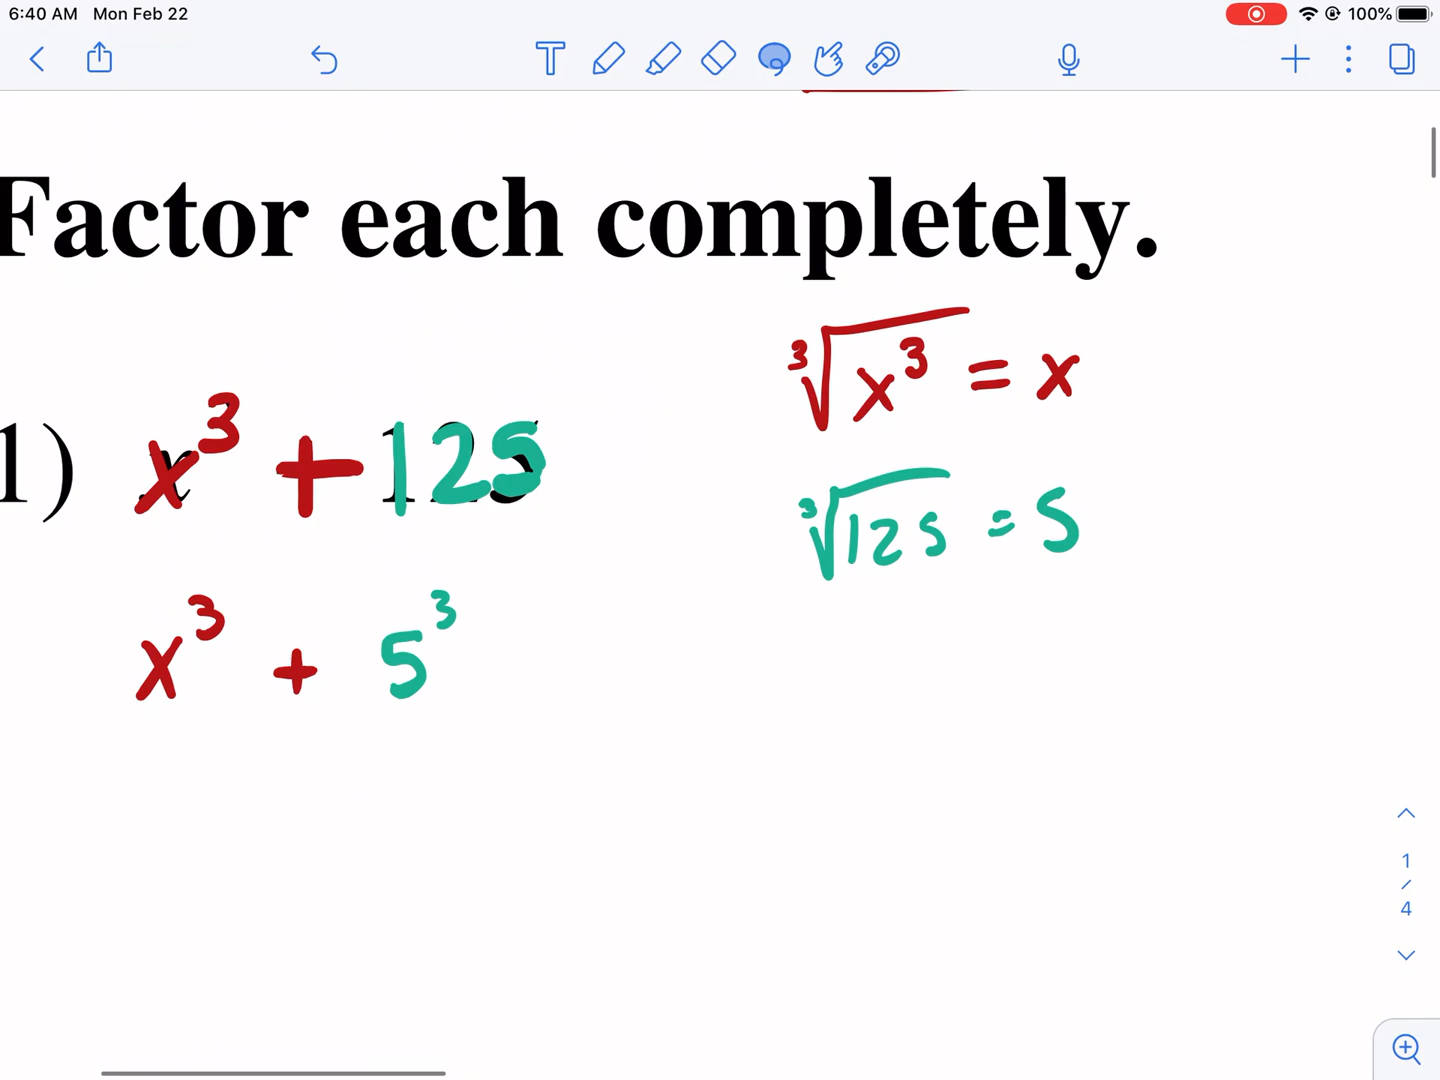 6:40 AM Mon Feb 22
100%
T
Factor each completely.
∛x³ = x
1) x³ + 125
∛125 = 5
x³ + 5³
1
/
4